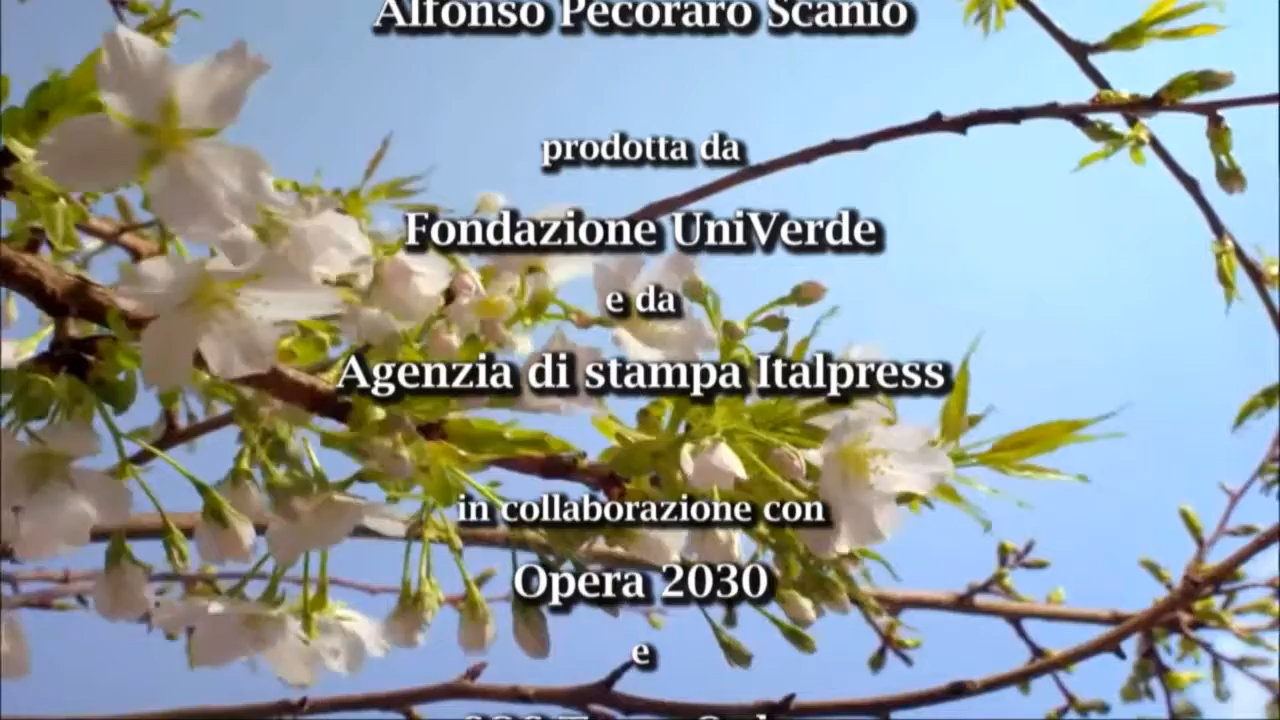 Alfonso Pecoraro Scanio
prodotta da
Fondazione UniVerde
e da
Agenzia di stampa Italpress
in collaborazione con
Opera 2030
e